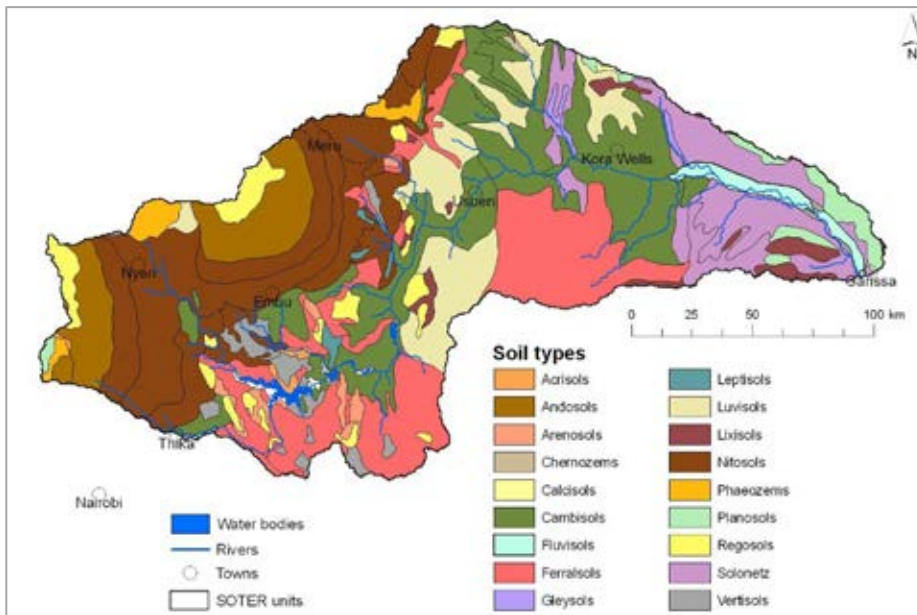 N
Meru
Kora Wells
Usuen
Nyeri
Embu
Garissa
0 25 50 100 km
Thika
Nairobi
Soil types
Acrisols
Andosols
Arenosols
Chernozems
Calcisols
Cambisols
Fluvisols
Ferralsols
Gleysols
Leptisols
Luvisols
Lixisols
Nitosols
Phaeozems
Planosols
Regosols
Solonetz
Vertisols
Water bodies
Rivers
Towns
SOTER units